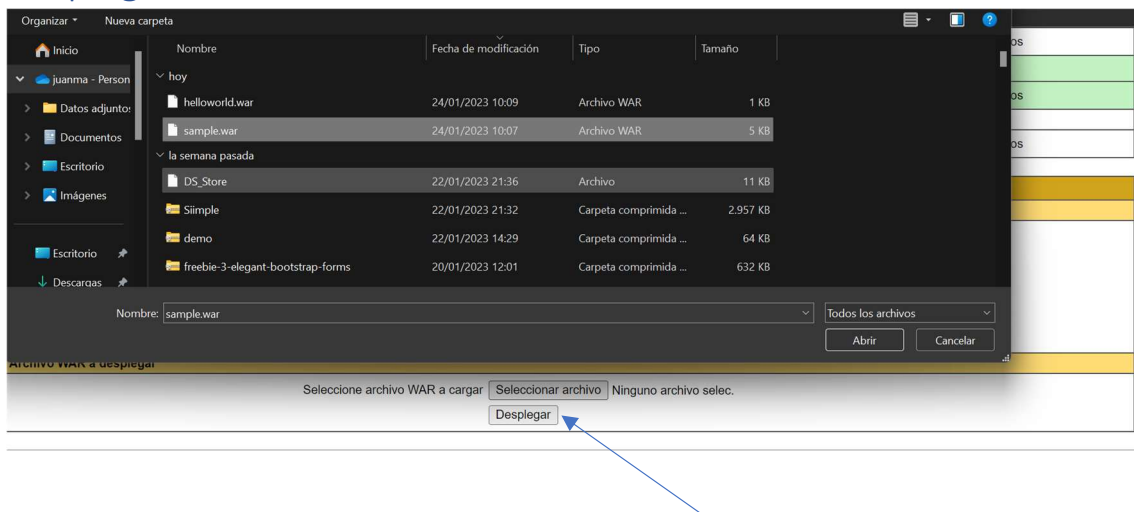 Organizar Nueva carpeta
Inicio
juanma - Person
Datos adjuntos
Documentos
Escritorio
Imágenes
Escritorio
Descargas
Nombre Fecha de modificación Tipo Tamaño
hoy
helloworld.war 24/01/2023 10:09 Archivo WAR 1 KB
sample.war 24/01/2023 10:07 Archivo WAR 5 KB
la semana pasada
DS_Store 22/01/2023 21:36 Archivo 11 KB
Siimple 22/01/2023 21:32 Carpeta comprimida ... 2.957 KB
demo 22/01/2023 14:29 Carpeta comprimida ... 64 KB
freebie-3-elegant-bootstrap-forms 20/01/2023 12:01 Carpeta comprimida ... 632 KB
Nombre: sample.war Todos los archivos
Abrir Cancelar
os
os
os
Archivo WAR a desplegar
Seleccione archivo WAR a cargar Seleccionar archivo Ninguno archivo selec.
Desplegar